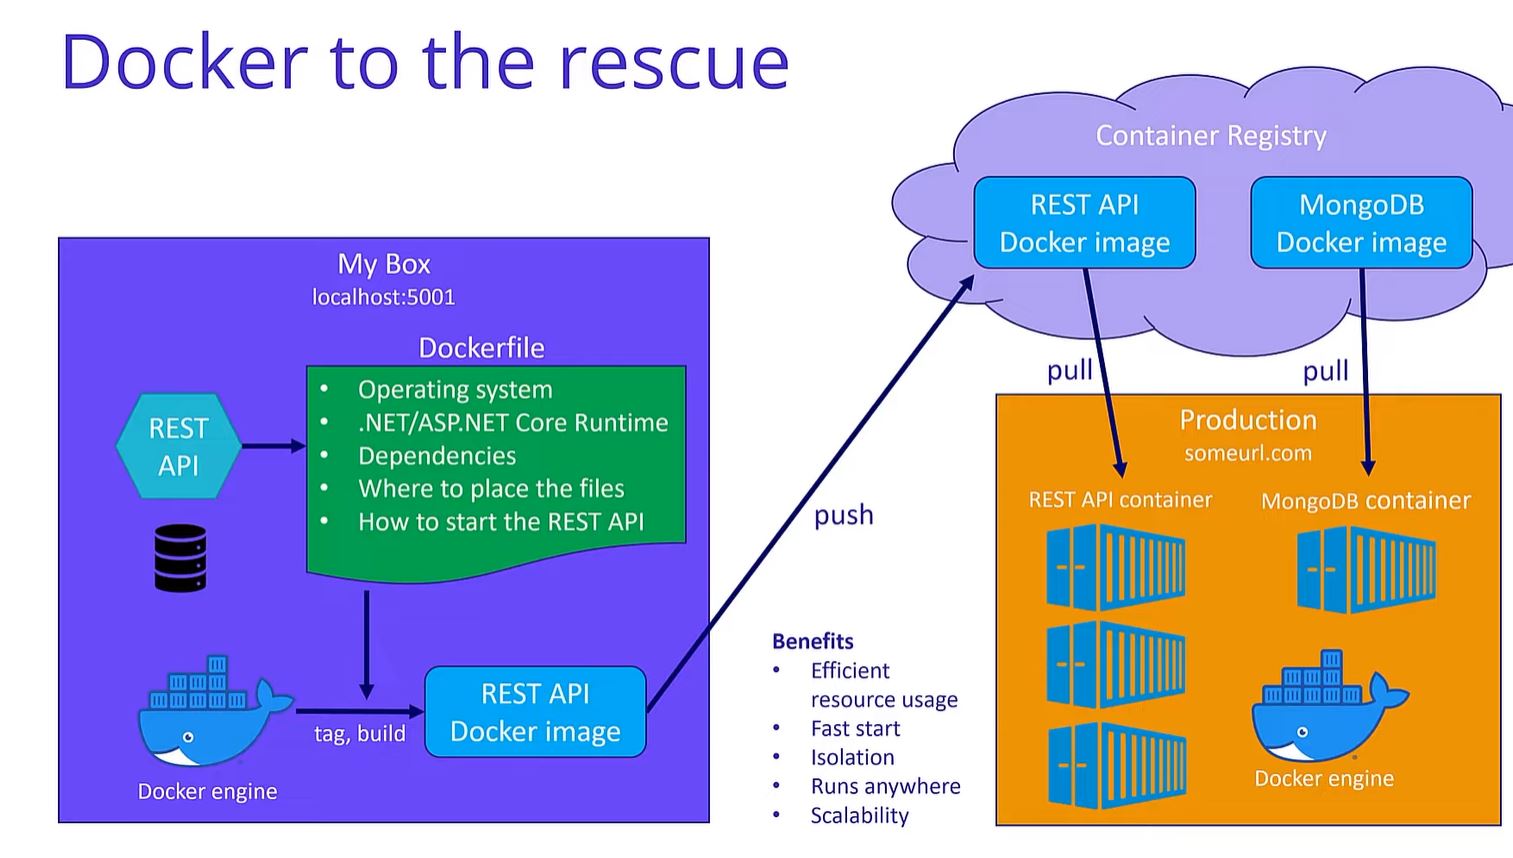 Docker to the rescue
Container Registry
REST API
Docker image
MongoDB
Docker image
My Box
localhost:5001
Dockerfile
• Operating system
• .NET/ASP.NET Core Runtime
• Dependencies
• Where to place the files
• How to start the REST API
REST
API
tag, build
REST API
Docker image
Docker engine
push
pull
pull
Benefits
• Efficient
resource usage
• Fast start
• Isolation
• Runs anywhere
• Scalability
Production
someurl.com
REST API container
MongoDB container
Docker engine